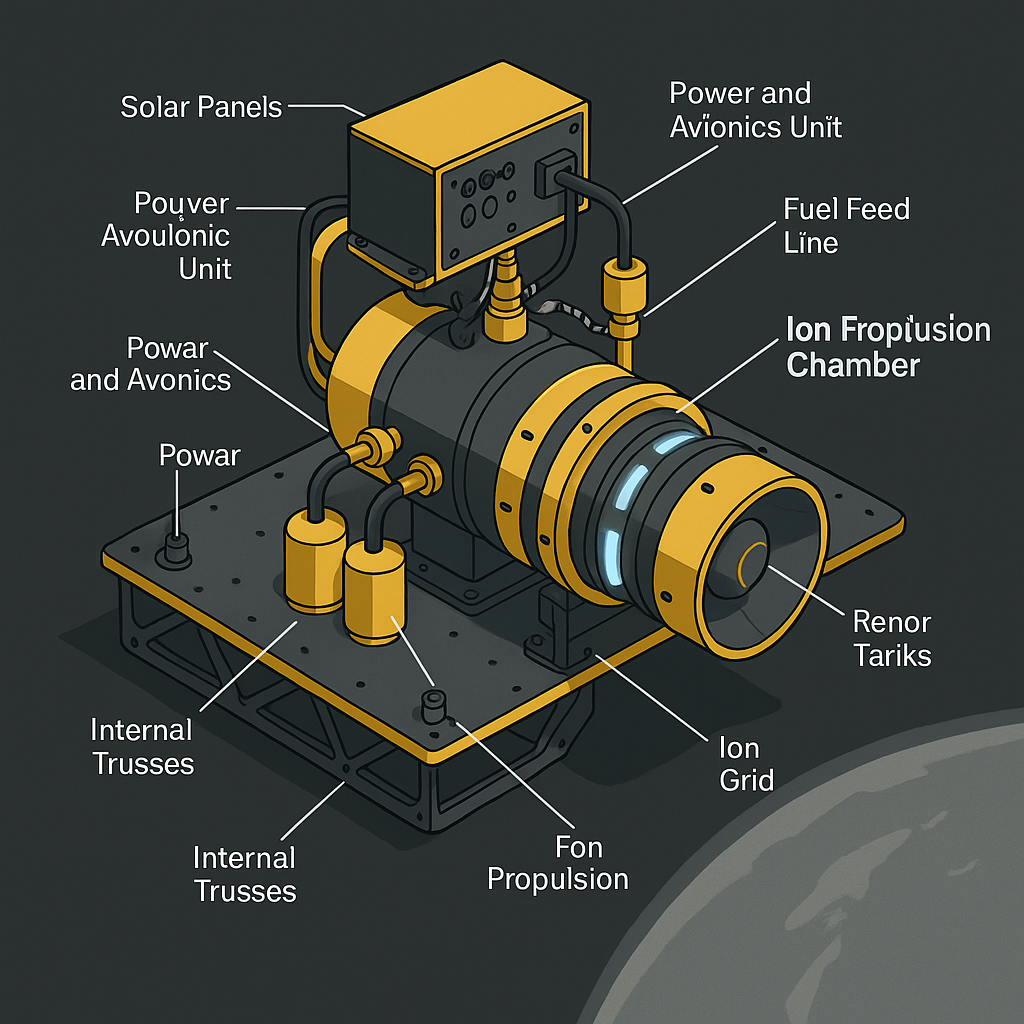 Solar Panels
Power and
Avionics Unit
Pouver
Avoulonic
Unit
Fuel Feed
Line
Ion Froplusion
Chamber
Powar
and Avonics
Powar
Renor
Tariks
Internal
Trusses
Ion
Grid
Internal
Trusses
Fon
Propulsion